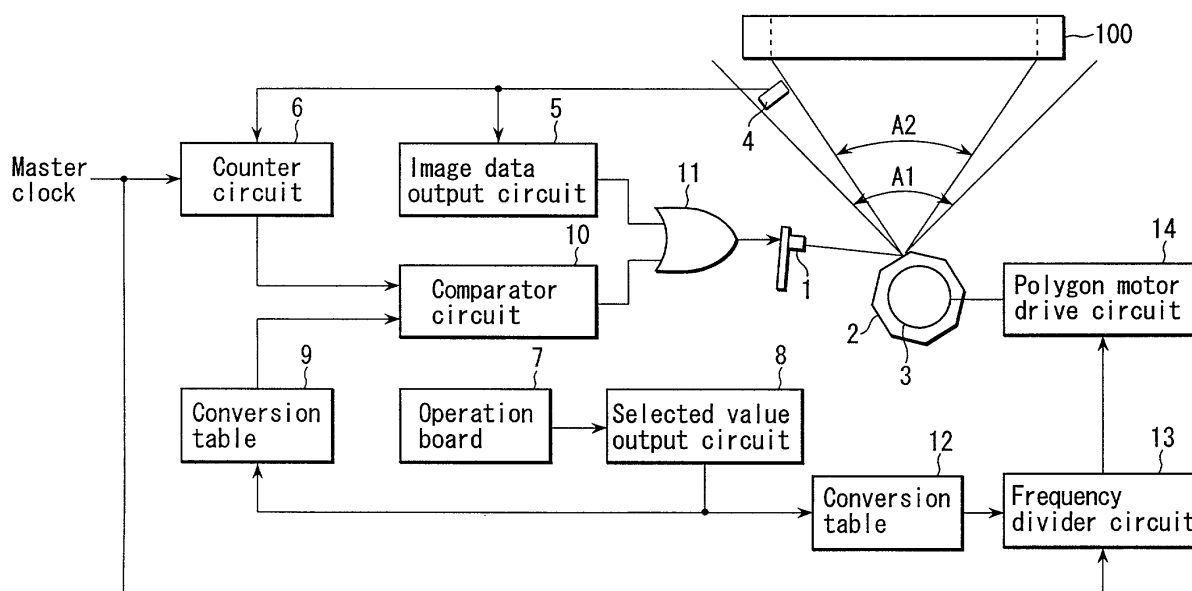 100
6
5
4
A2
A1
Master
clock
Counter
circuit
Image data
output circuit
11
10
1
14
Comparator
circuit
Polygon motor
drive circuit
2
3
9
7
8
Conversion
table
Operation
board
Selected value
output circuit
12
13
Conversion
table
Frequency
divider circuit